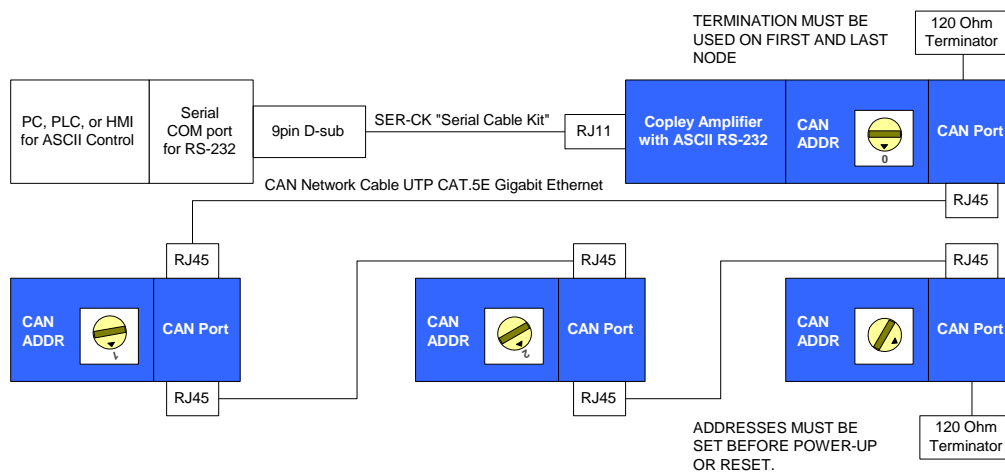 TERMINATION MUST BE
USED ON FIRST AND LAST
NODE
120 Ohm
Terminator
PC, PLC, or HMI
for ASCII Control
Serial
COM port
for RS-232
9pin D-sub
SER-CK "Serial Cable Kit"
RJ11
Copley Amplifier
with ASCII RS-232
CAN
ADDR
0
CAN Port
CAN Network Cable UTP CAT.5E Gigabit Ethernet
RJ45
RJ45
RJ45
RJ45
CAN
ADDR
1
CAN Port
CAN
ADDR
2
CAN Port
CAN
ADDR
CAN Port
RJ45
RJ45
ADDRESSES MUST BE
SET BEFORE POWER-UP
OR RESET.
120 Ohm
Terminator